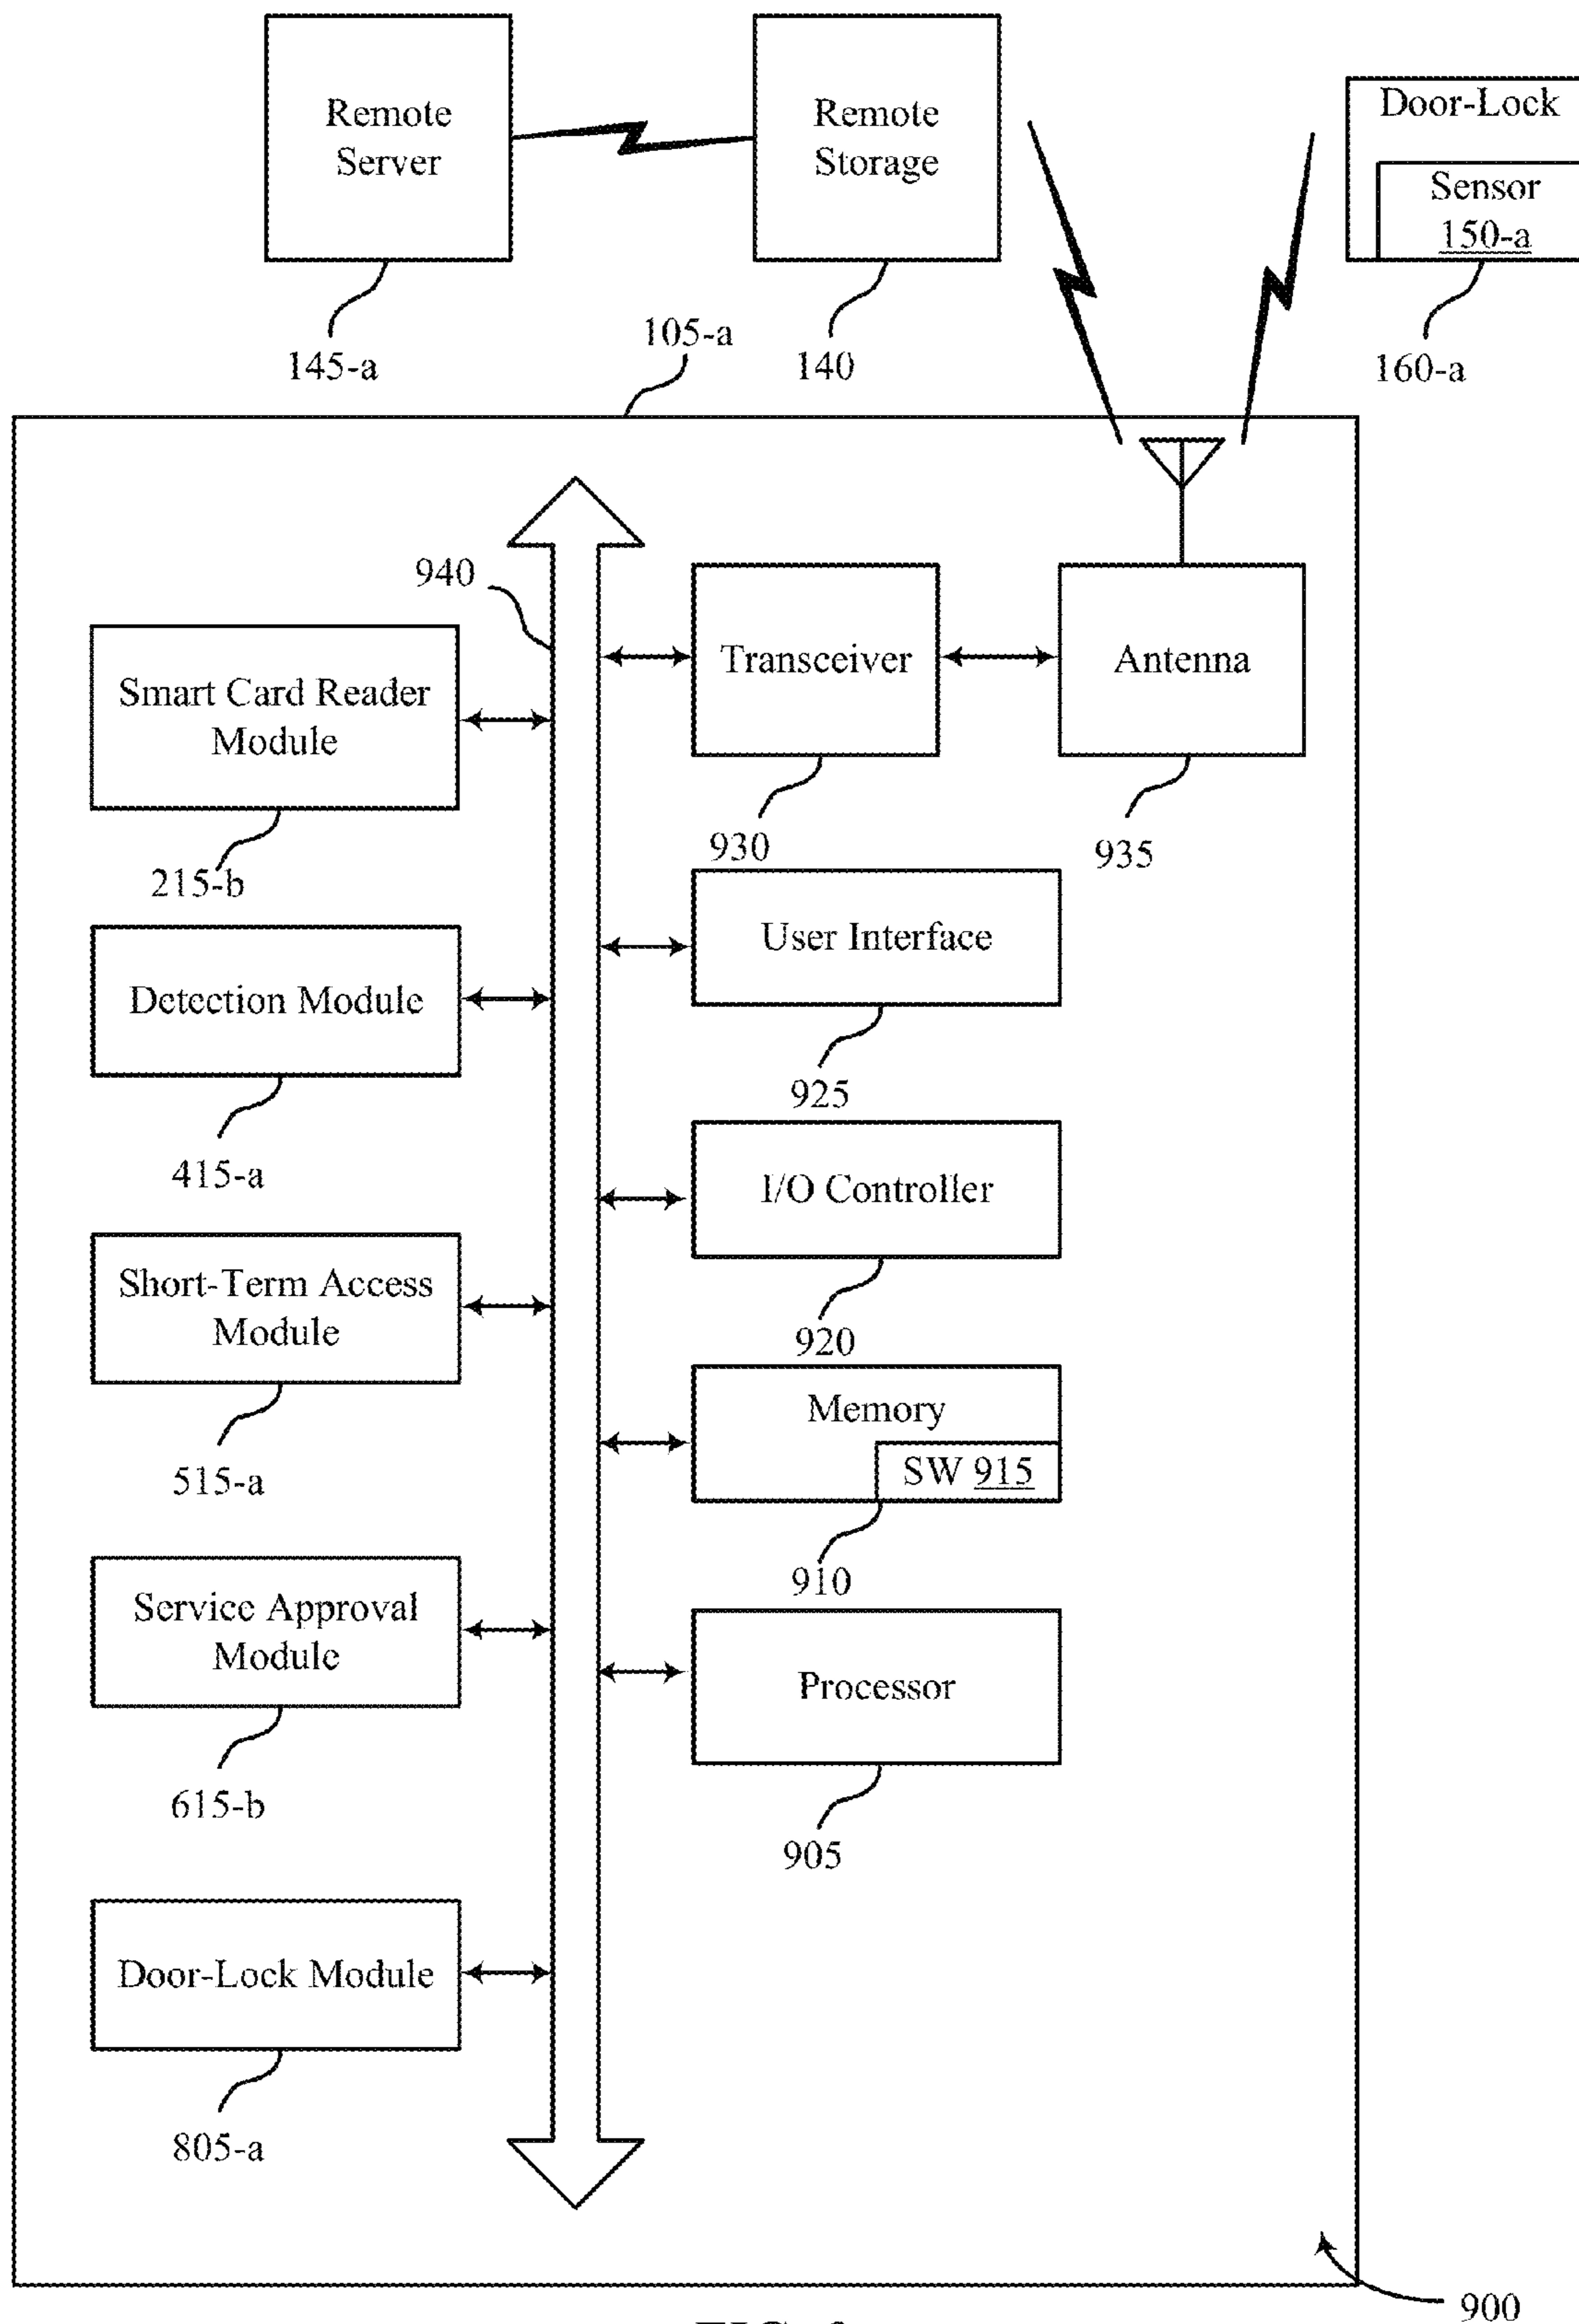 Remote
Server
Remote
Storage
Door-Lock
Sensor
150-a
145-a
105-a
140
160-a
940
Smart Card Reader
Module
Transceiver
Antenna
215-b
930
935
Detection Module
User Interface
415-a
925
Short-Term Access
Module
I/O Controller
515-a
920
Memory
SW 915
910
Service Approval
Module
Processor
615-b
905
Door-Lock Module
805-a
900